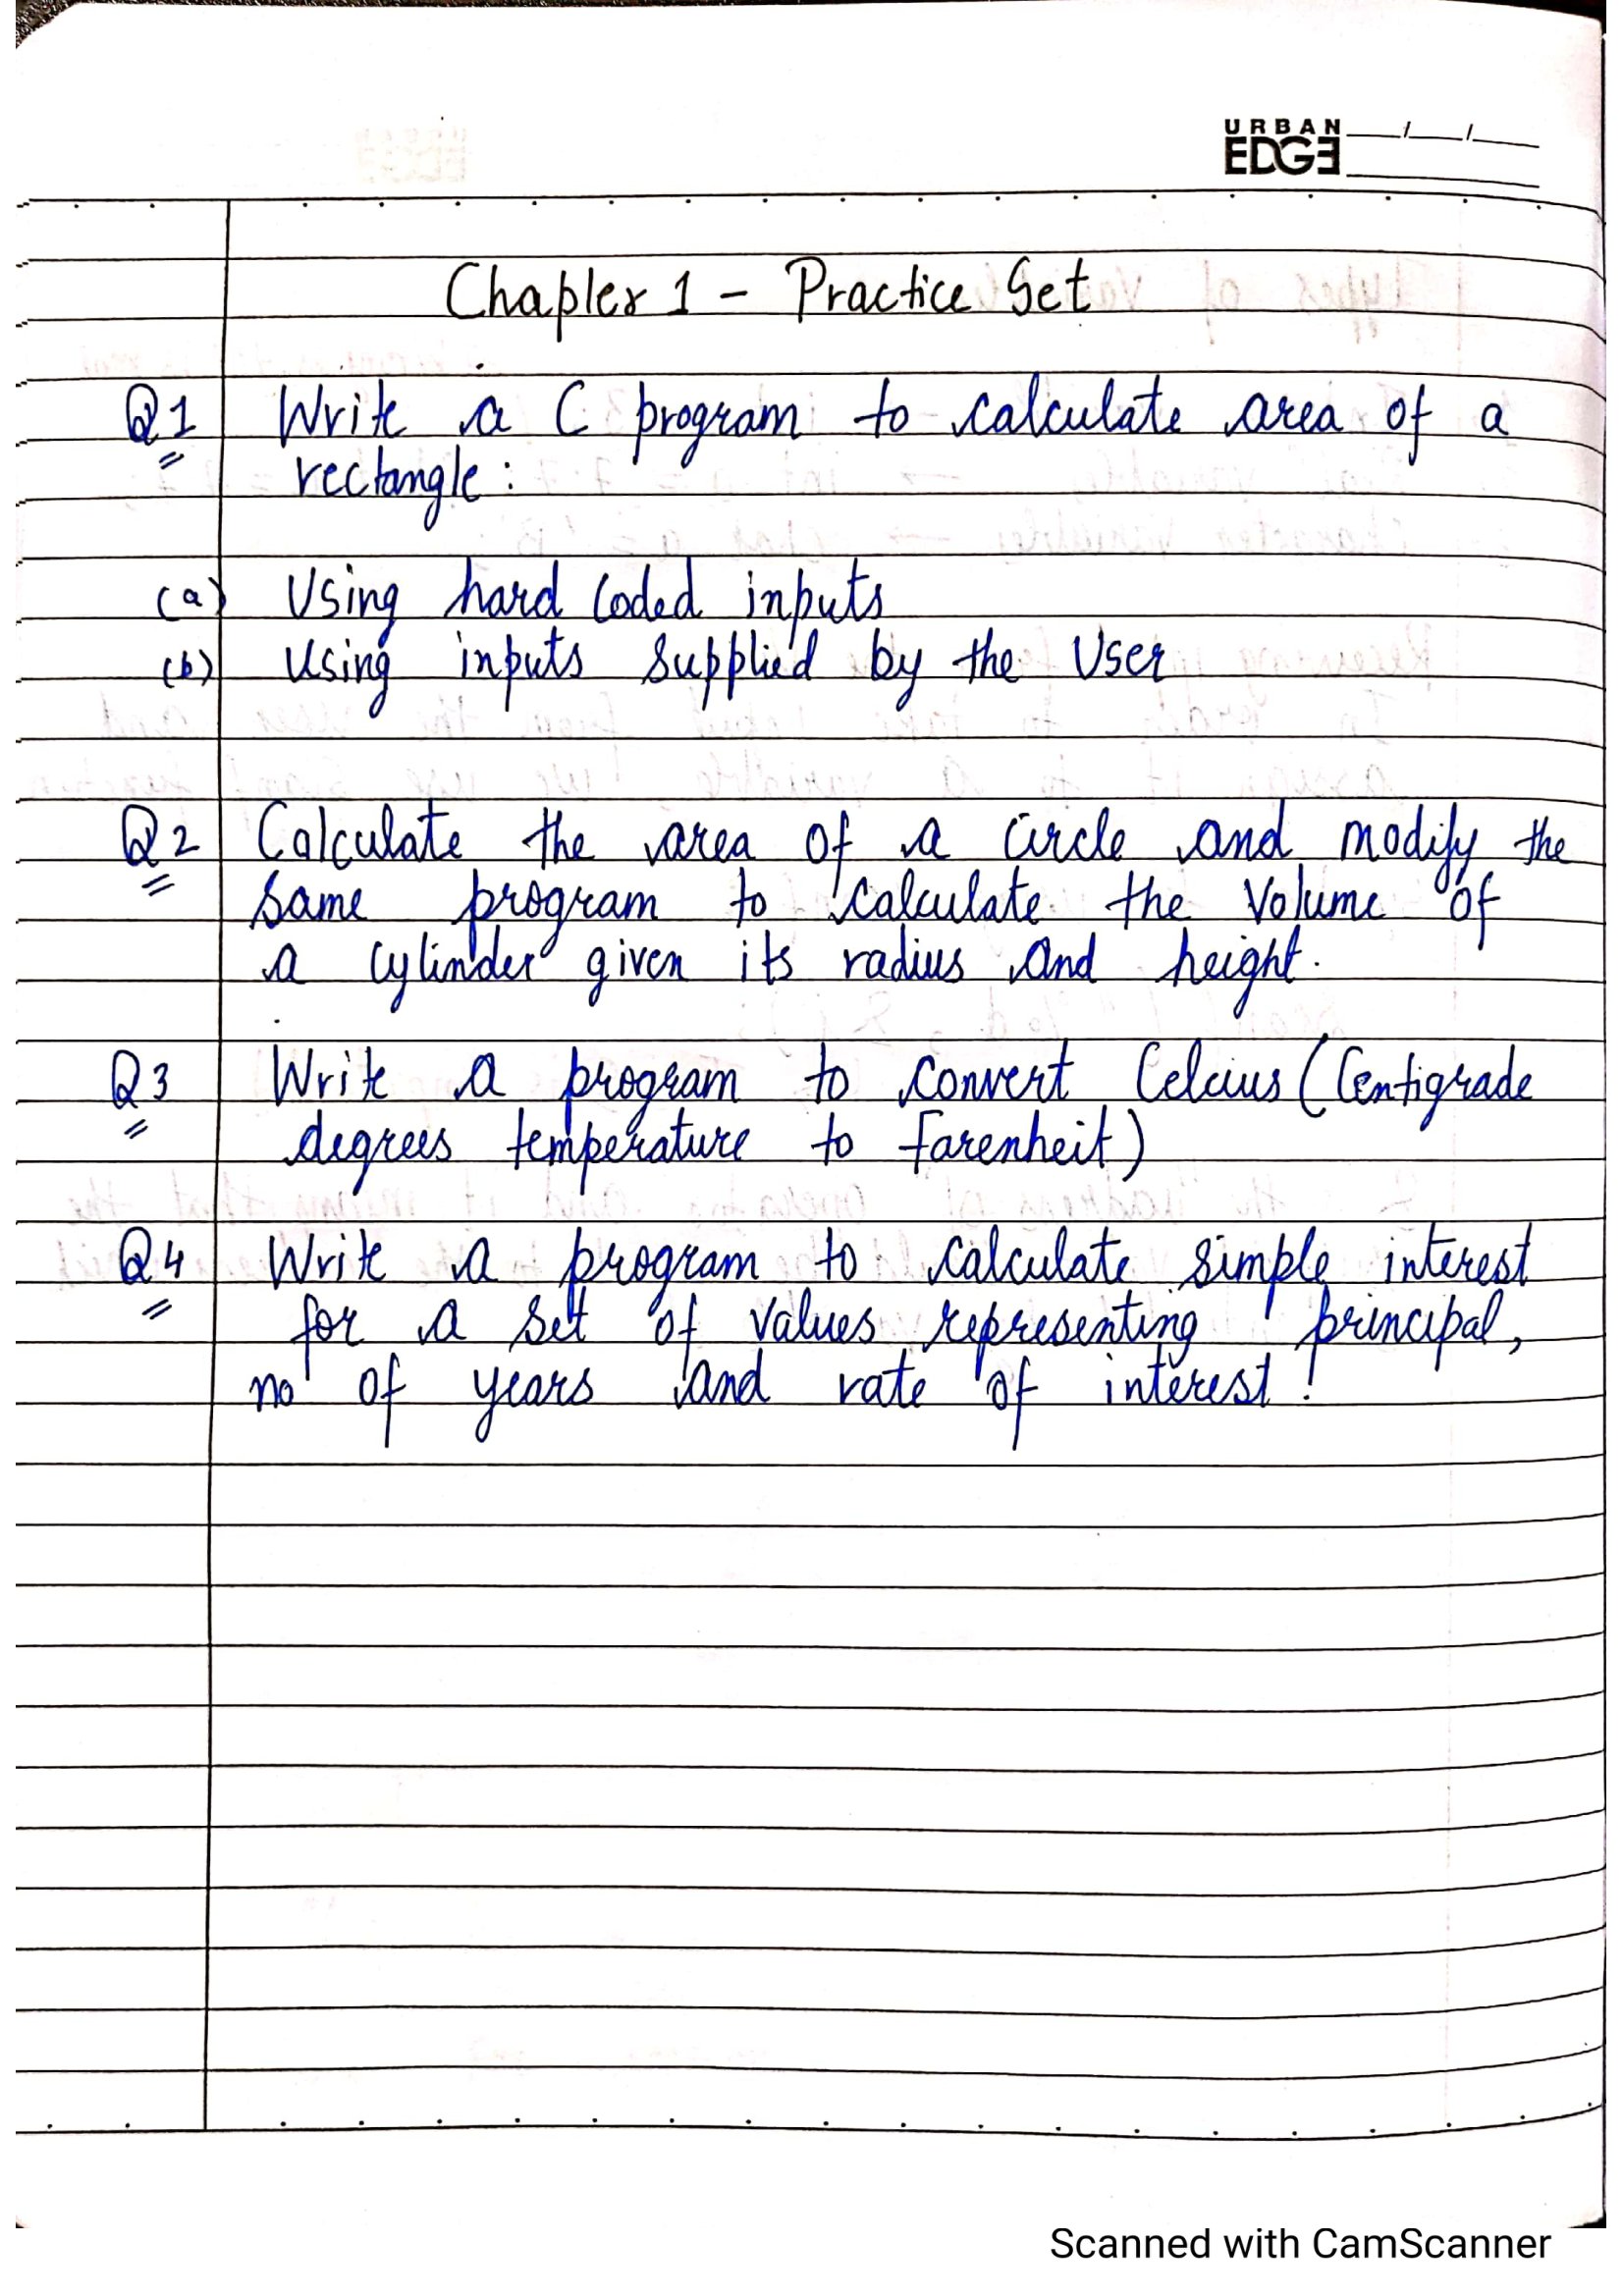 URBAN
EDGE
Chapter 1 - Practice Set
Q1 Write a C program to calculate area of a
rectangle :
(a) Using hard coded inputs
(b) Using inputs supplied by the user
Q2 Calculate the area of a circle and modify the
same program to calculate the volume of
a cylinder given its radius and height.
Q3 Write a program to convert Celcius (Centigrade
degrees temperature to Farenheit)
Q4 Write a program to calculate simple interest
for a set of values representing principal,
no of years and rate of interest.
Scanned with CamScanner